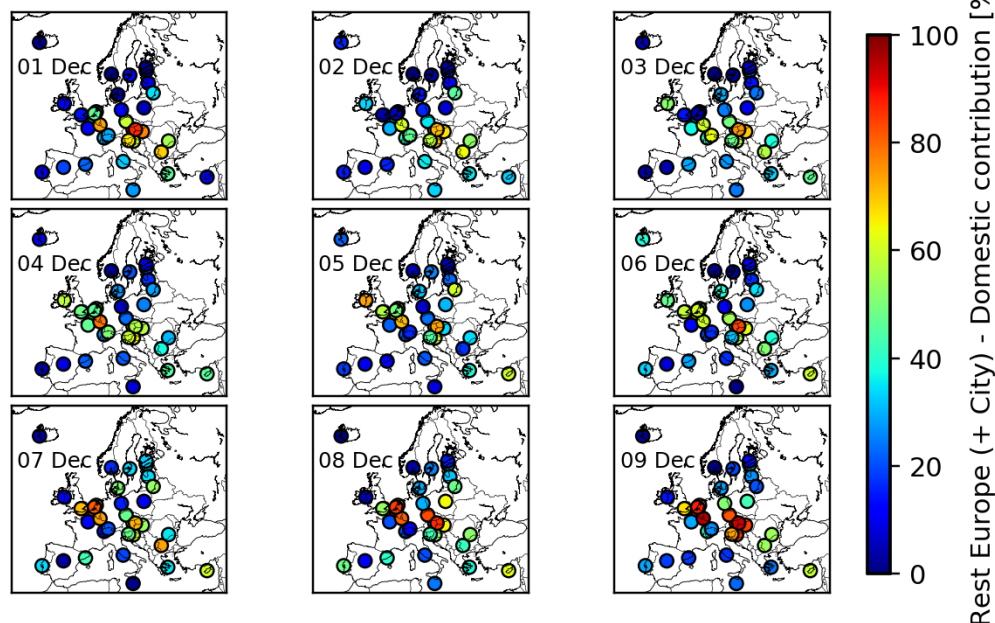 01 Dec
02 Dec
03 Dec
04 Dec
05 Dec
06 Dec
07 Dec
08 Dec
09 Dec
100
80
60
40
20
0
Rest Europe (+ City) - Domestic contribution [%